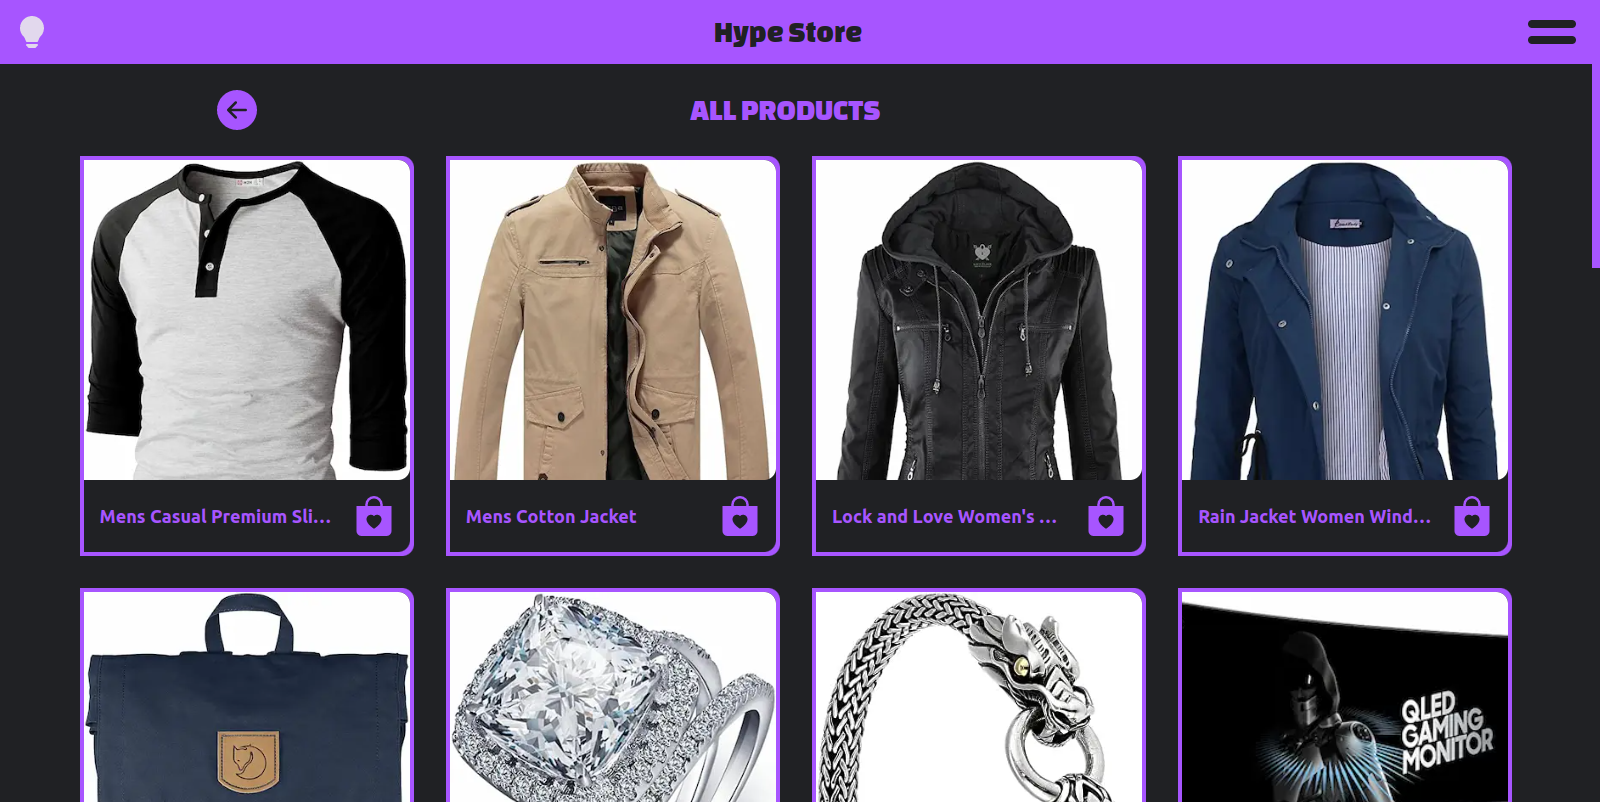 Hype Store
ALL PRODUCTS
Mens Casual Premium Sli...
Mens Cotton Jacket
Lock and Love Women's ...
Rain Jacket Women Wind...
QLED
GAMING
MONITOR